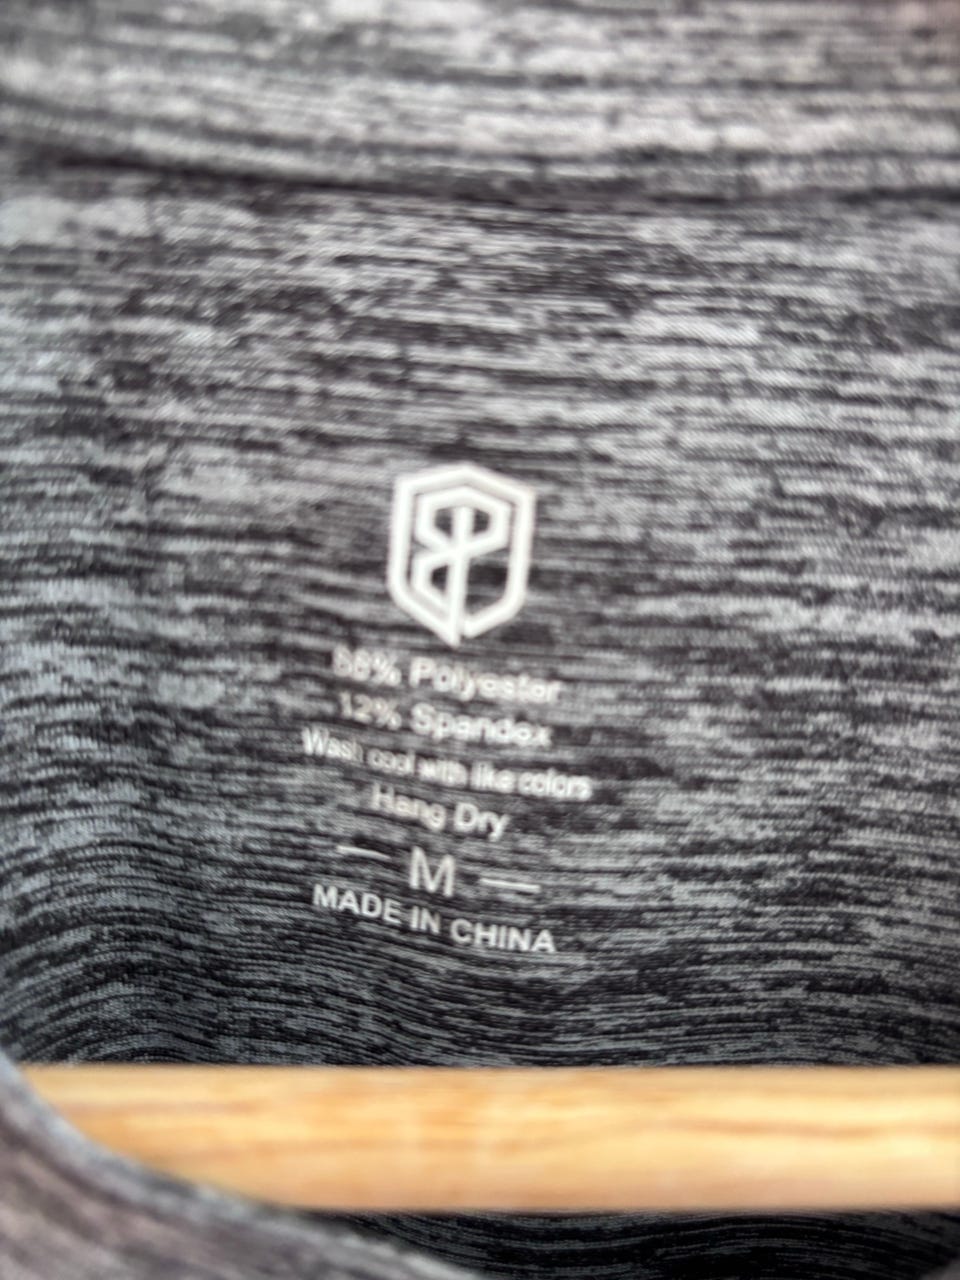 88% Polyester
12% Spandex
Wash cool with like colors
Hang Dry
— M —
MADE IN CHINA